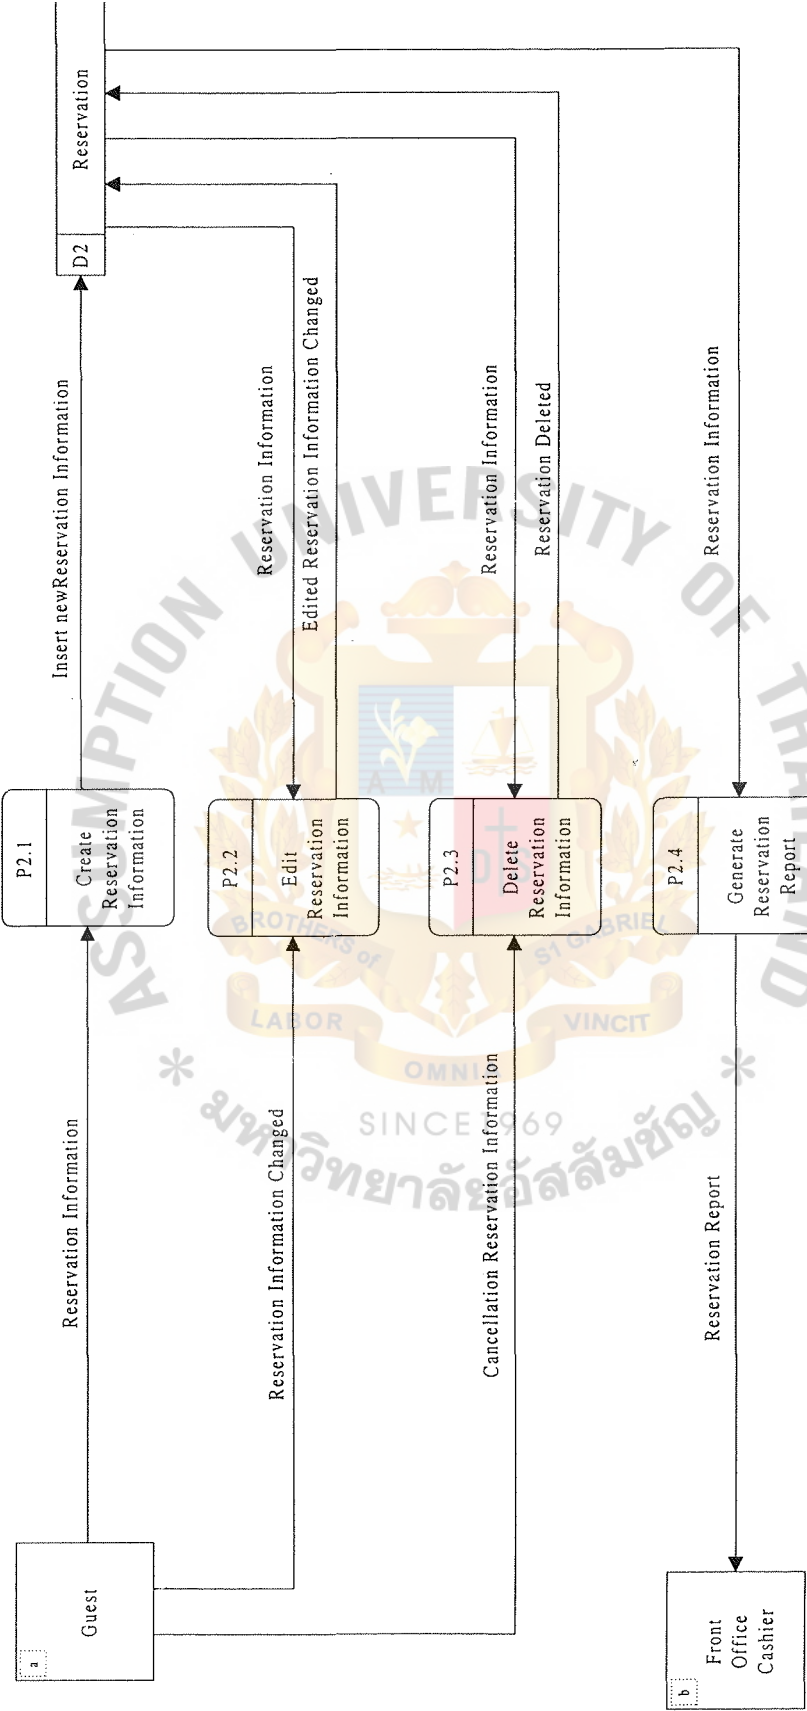 a
Guest
Reservation Information
P2.1
Create
Reservation
Information
Insert newReservation Information
D2
Reservation
Reservation Information Changed
P2.2
Edit
Reservation
Information
Reservation Information
Edited Reservation Information Changed
Cancellation Reservation Information
P2.3
Delete
Reservation
Information
Reservation Information
Reservation Deleted
b
Front
Office
Cashier
Reservation Report
P2.4
Generate
Reservation
Report
Reservation Information
ASSUMPTION UNIVERSITY OF THAILAND
A M
D S
BROTHERS of ST GABRIEL
LABOR
OMNIA
VINCIT
SINCE 1969
มหาวิทยาลัยอัสสัมชัญ